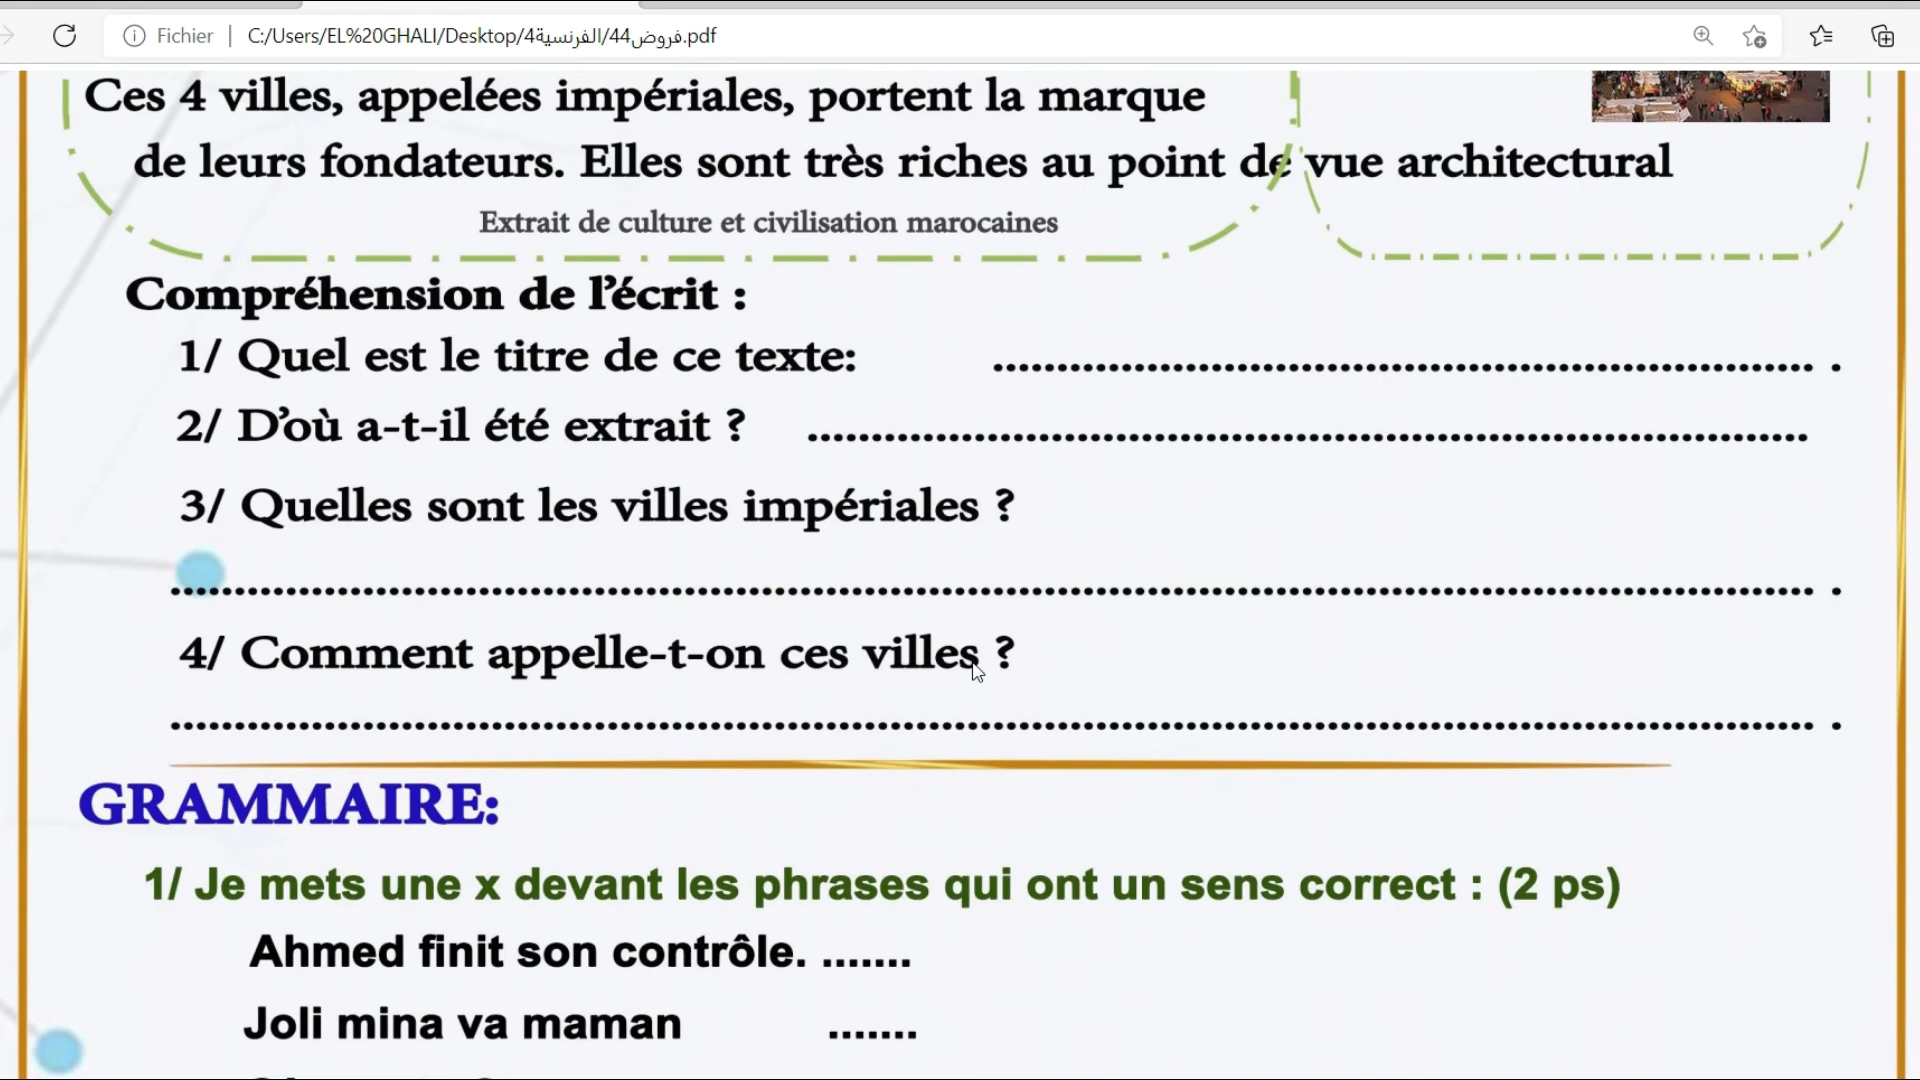 Fichier | C:/Users/EL%20GHALI/Desktop/4الفرنسية/44فروض.pdf
Ces 4 villes, appelées impériales, portent la marque
de leurs fondateurs. Elles sont très riches au point de vue architectural
Extrait de culture et civilisation marocaines
Compréhension de l'écrit :
1/ Quel est le titre de ce texte: ................................................................ .
2/ D'où a-t-il été extrait ? ..............................................................................
3/ Quelles sont les villes impériales ?
................................................................................................................................ .
4/ Comment appelle-t-on ces villes ?
................................................................................................................................ .
GRAMMAIRE:
1/ Je mets une x devant les phrases qui ont un sens correct : (2 ps)
Ahmed finit son contrôle. .......
Joli mina va maman .......